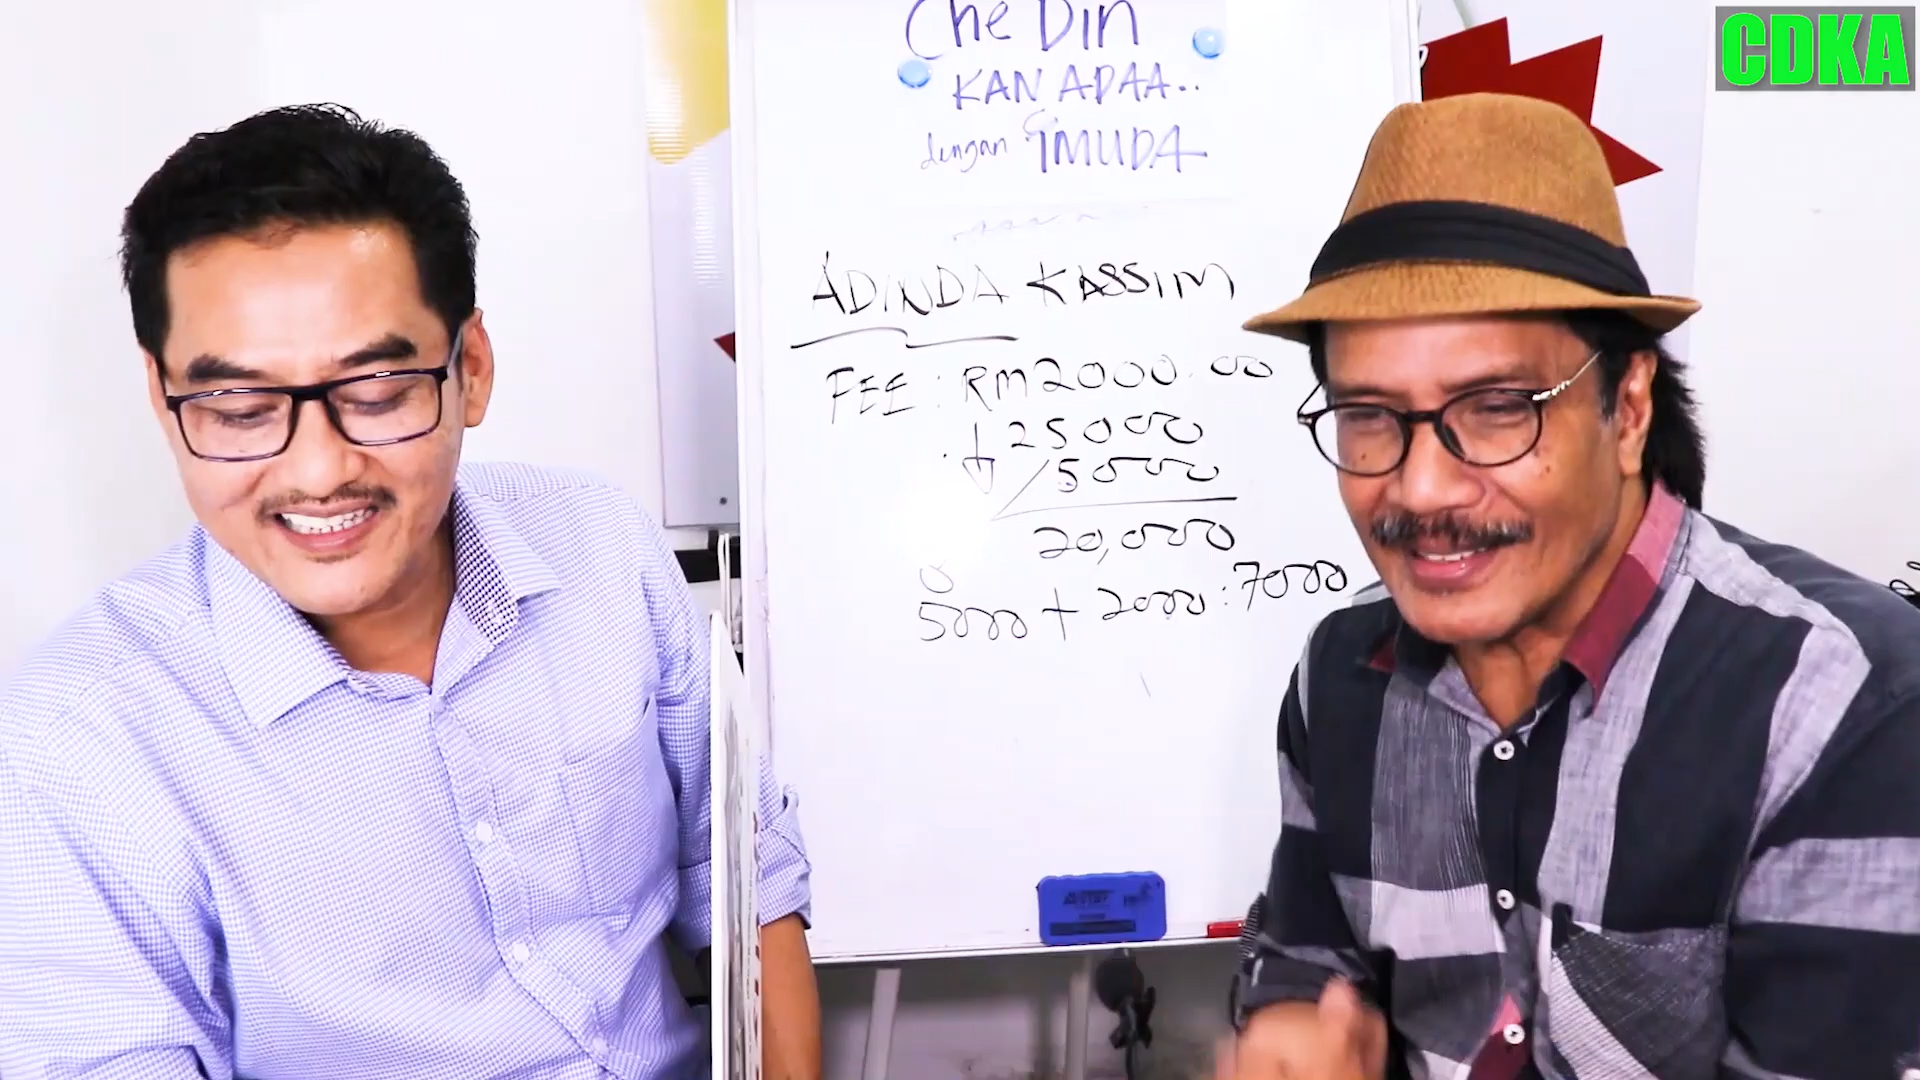 CDKA
Che Din
KAN ADAA..
dengan IMUDA
ADINDA KASSIM
FEE : RM2000.00
25000
5000
20,000
5000 + 2000 : 7000